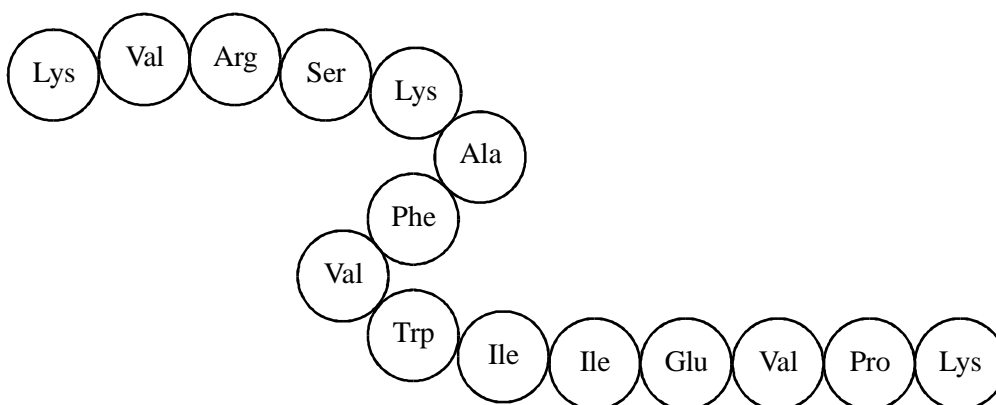 Lys Val Arg Ser Lys
Ala
Phe
Val
Trp Ile Ile Glu Val Pro Lys